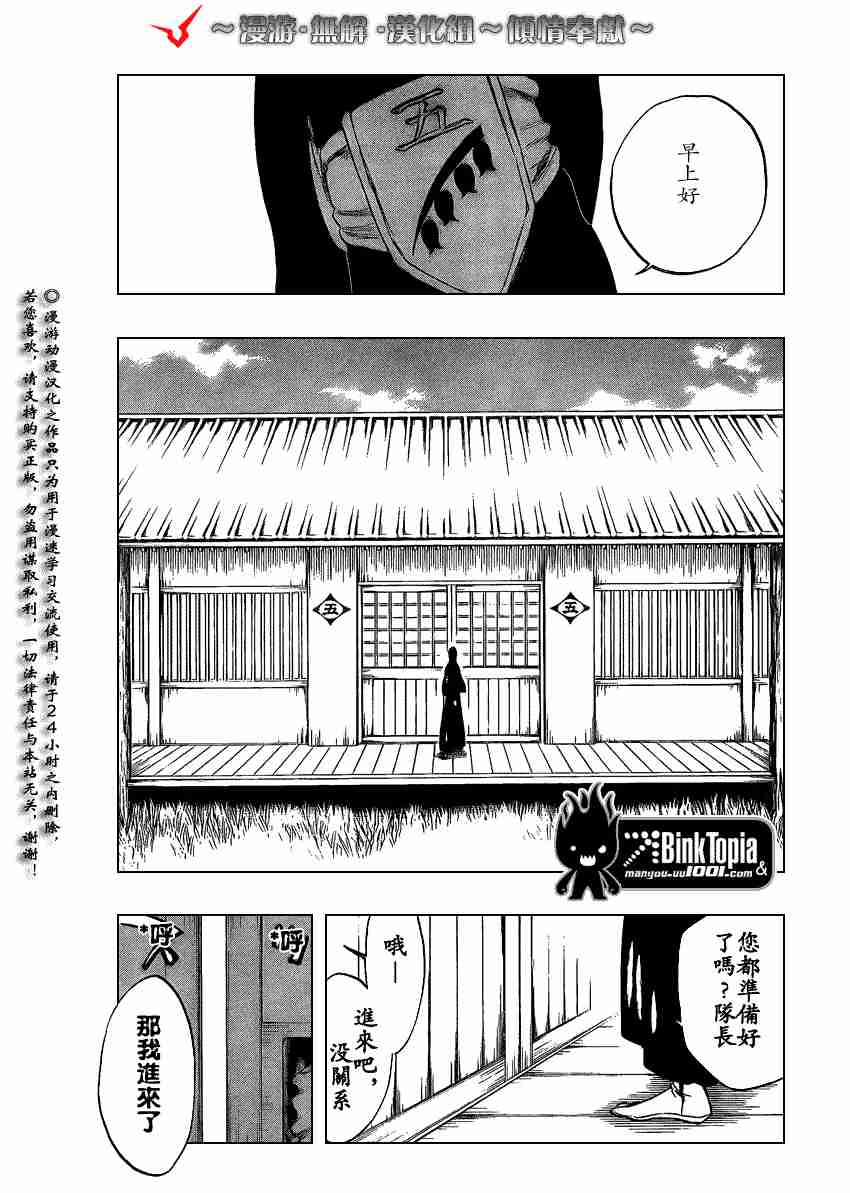 ～漫游·無解·漢化組～傾情奉獻～
五
早
上
好
◎漫游动漫汉化之作品只为用于漫迷学习交流使用，请于24小时之内删除，
若您喜欢，请支持购买正版，勿盗用谋取私利，一切法律责任与本站无关，谢谢！
五
五
BinkTopia
manyou-uu1001.com &
您都準備好
了嗎？隊長
哦—
進來吧，
没關系
*呼
*呼
那我進來了